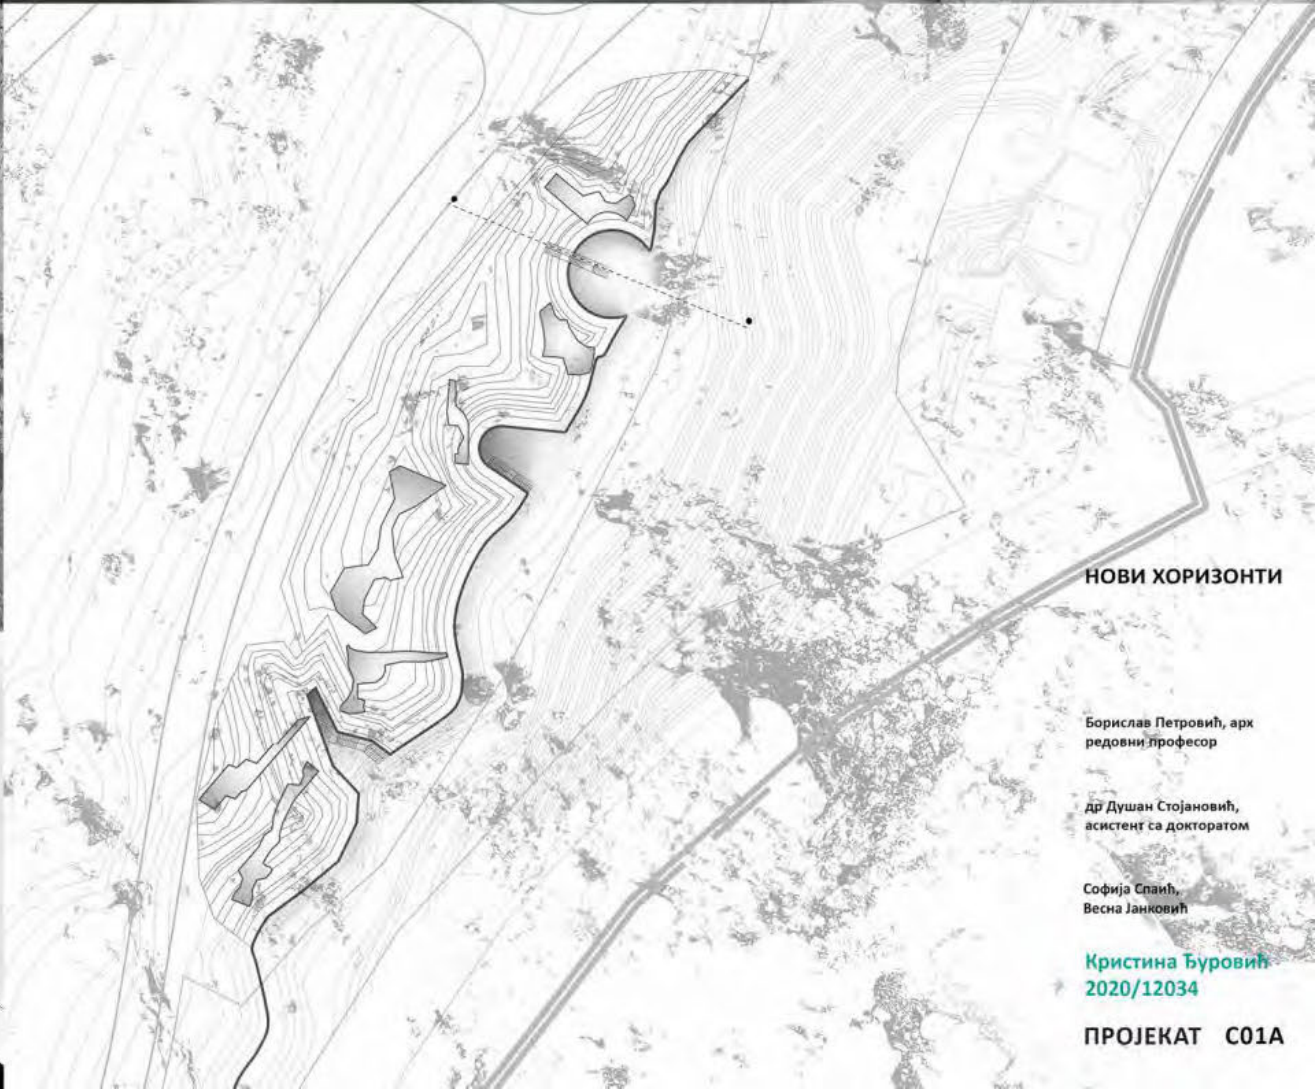 НОВИ ХОРИЗОНТИ
Борислав Петровић, арх
редовни професор
др Душан Стојановић,
асистент са докторатом
Софија Спаић,
Весна Јанковић
Кристина Ђуровић
2020/12034
ПРОЈЕКАТ C01A